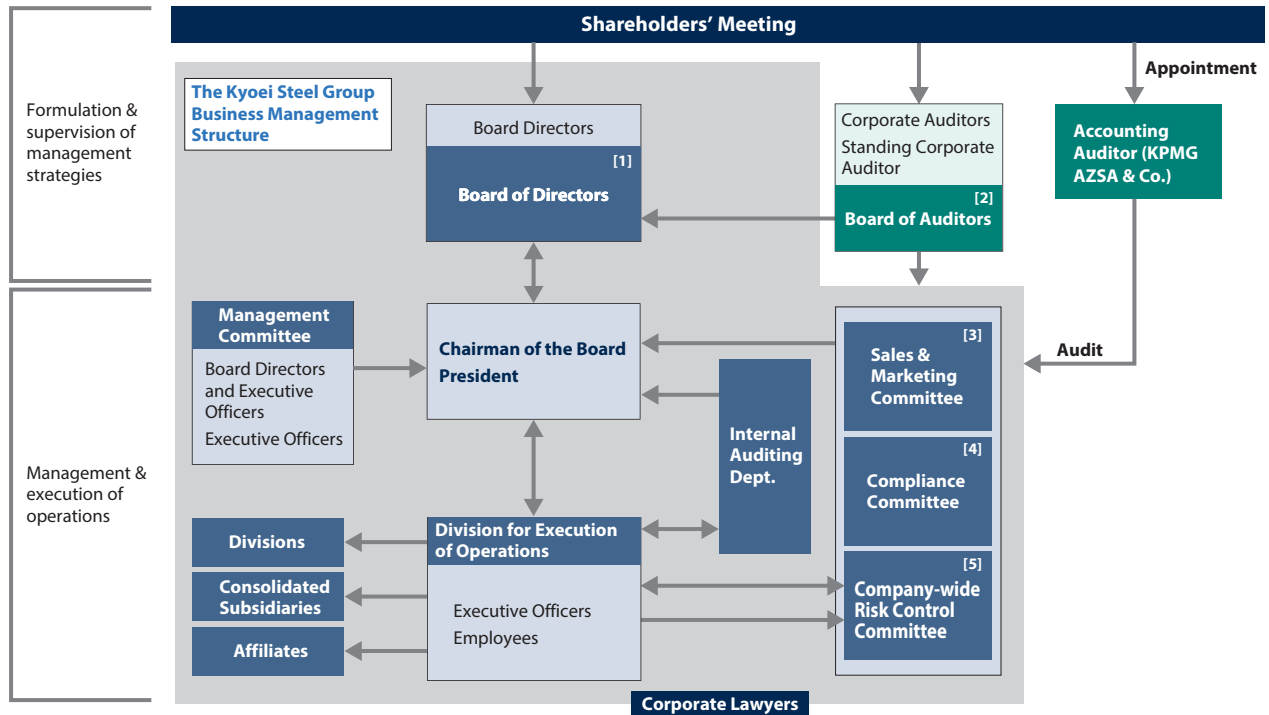 Shareholders’ Meeting
Appointment
Formulation &
supervision of
management
strategies
The Kyoei Steel Group
Business Management
Structure
Board Directors
[1]
Board of Directors
Corporate Auditors
Standing Corporate
Auditor
[2]
Board of Auditors
Accounting
Auditor (KPMG
AZSA & Co.)
Management &
execution of
operations
Management
Committee
Board Directors
and Executive
Officers
Executive Officers
Chairman of the Board
President
[3]
Sales &
Marketing
Committee
Audit
Internal
Auditing
Dept.
[4]
Compliance
Committee
Divisions
Consolidated
Subsidiaries
Affiliates
Division for Execution
of Operations
Executive Officers
Employees
[5]
Company-wide
Risk Control
Committee
Corporate Lawyers